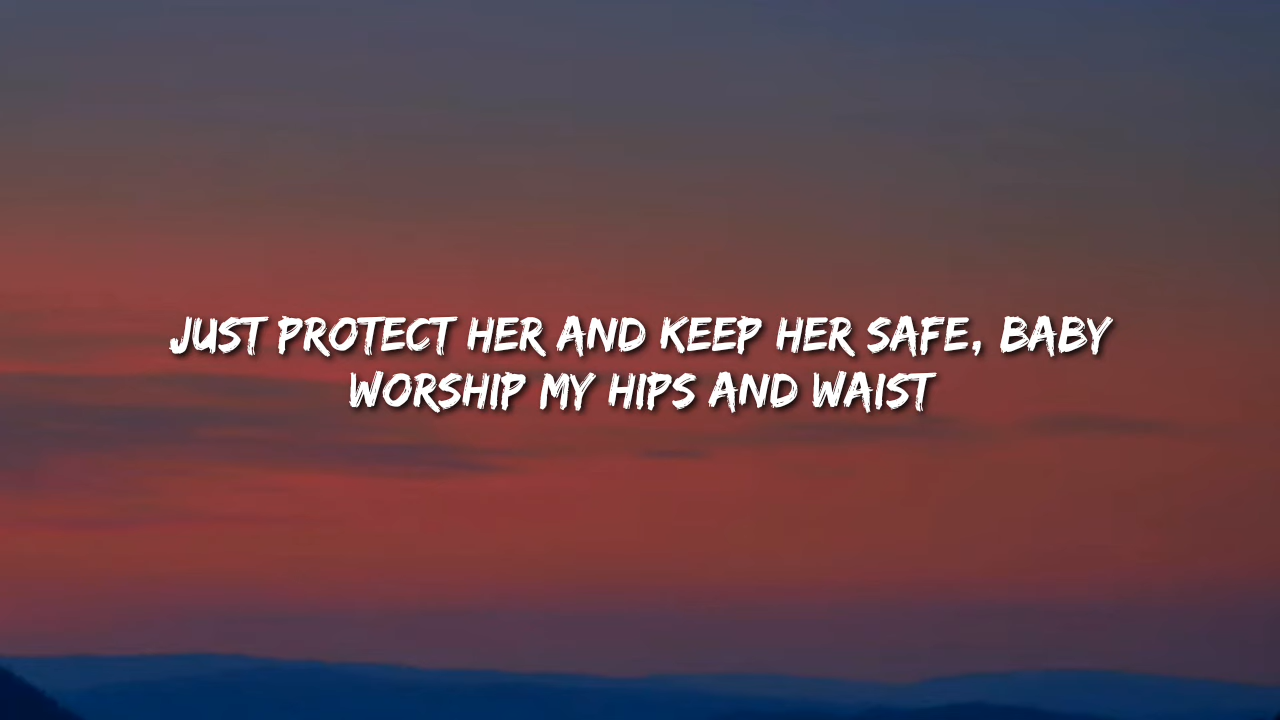 JUST PROTECT HER AND KEEP HER SAFE, BABY
WORSHIP MY HIPS AND WAIST